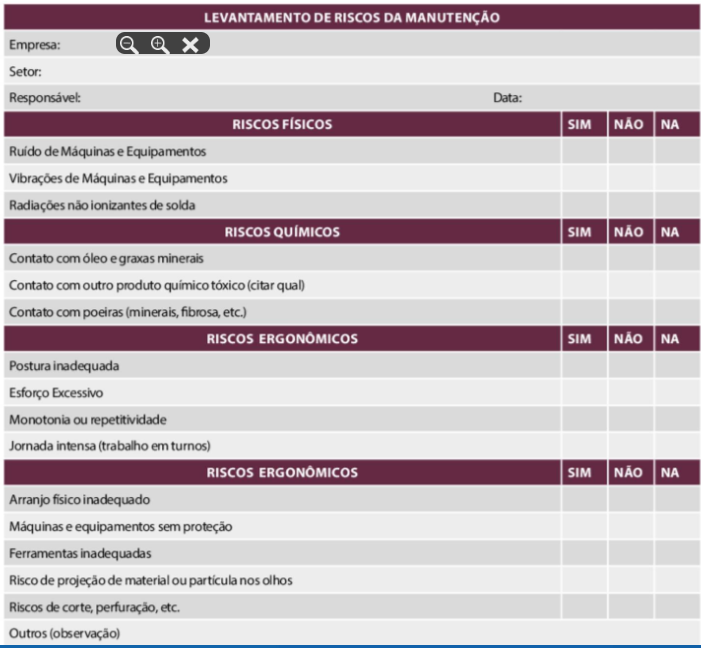 LEVANTAMENTO DE RISCOS DA MANUTENÇÃO
Empresa:
Setor:
Responsável: Data:
RISCOS FÍSICOS SIM NÃO NA
Ruído de Máquinas e Equipamentos
Vibrações de Máquinas e Equipamentos
Radiações não ionizantes de solda
RISCOS QUÍMICOS SIM NÃO NA
Contato com óleo e graxas minerais
Contato com outro produto químico tóxico (citar qual)
Contato com poeiras (minerais, fibrosa, etc.)
RISCOS ERGONÔMICOS SIM NÃO NA
Postura inadequada
Esforço Excessivo
Monotonia ou repetitividade
Jornada intensa (trabalho em turnos)
RISCOS ERGONÔMICOS SIM NÃO NA
Arranjo físico inadequado
Máquinas e equipamentos sem proteção
Ferramentas inadequadas
Risco de projeção de material ou partícula nos olhos
Riscos de corte, perfuração, etc.
Outros (observação)